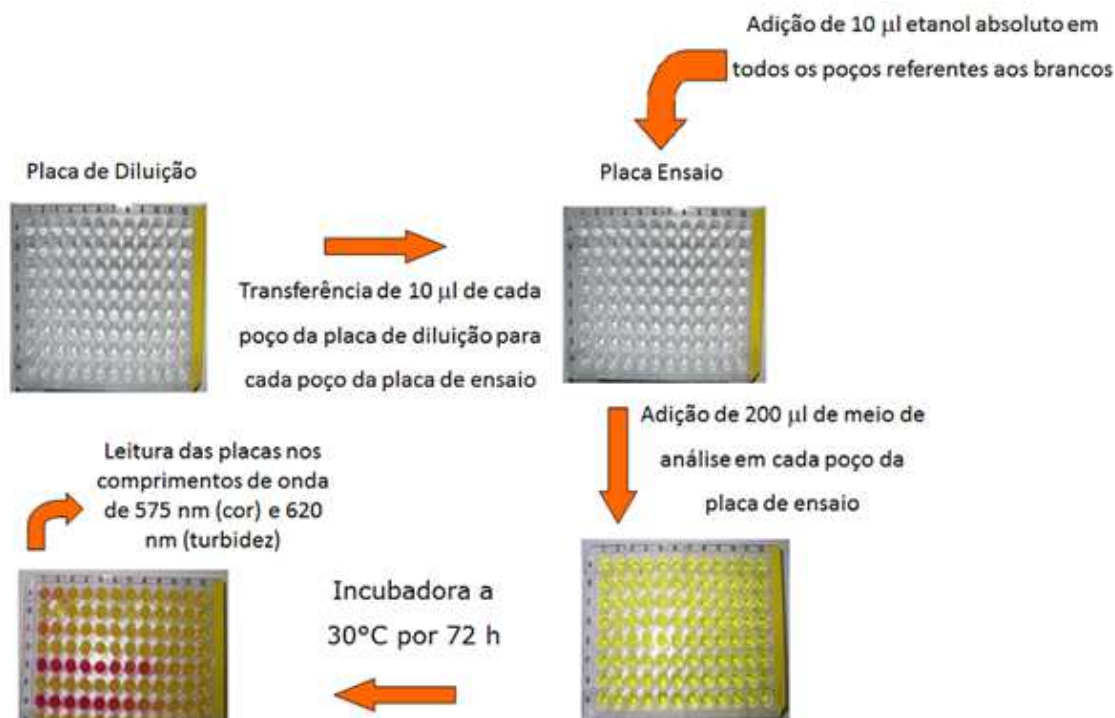 Adição de 10 µl etanol absoluto em
todos os poços referentes aos brancos
Placa de Diluição
Placa Ensaio
Transferência de 10 µl de cada
poço da placa de diluição para
cada poço da placa de ensaio
Adição de 200 µl de meio de
análise em cada poço da
placa de ensaio
Incubadora a
30°C por 72 h
Leitura das placas nos
comprimentos de onda
de 575 nm (cor) e 620
nm (turbidez)